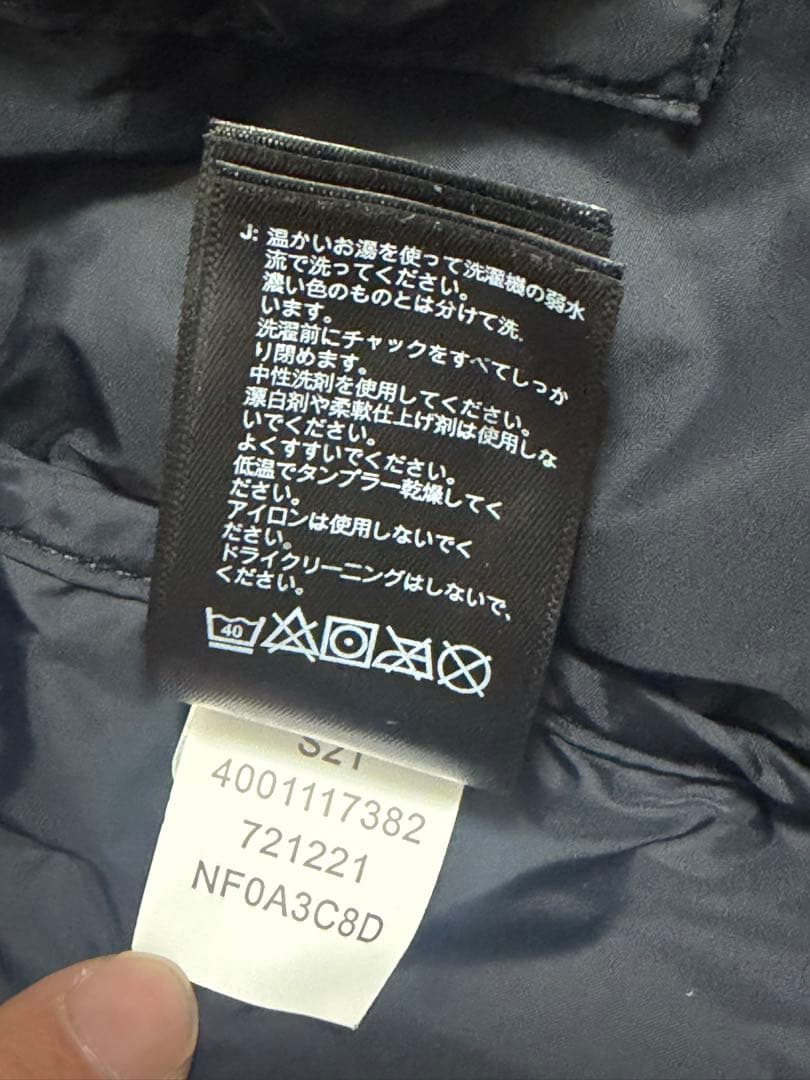 J: 温かいお湯を使って洗濯機の弱水
流で洗ってください。
濃い色のものとは分けて洗.
います。
洗濯前にチャックをすべてしつか
り閉めます。
中性洗剤を使用してください。
漂白剤や柔軟仕上げ剤は使用しな
いでください。
よくすすいでください。
低温でタンブラー乾燥してく
ださい。
アイロンは使用しないでく
ださい。
ドライクリーニングはしないで、
ください。
40
S21
4001117382
721221
NF0A3C8D